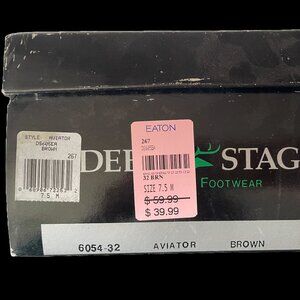 STYLE AVIATOR
BROWN
267
7.5 M
EATON
267
32 BRN
SIZE 7.5 M
$ 59.99
$ 39.99
DEE STAG
FOOTWEAR
6054-32 AVIATOR BROWN